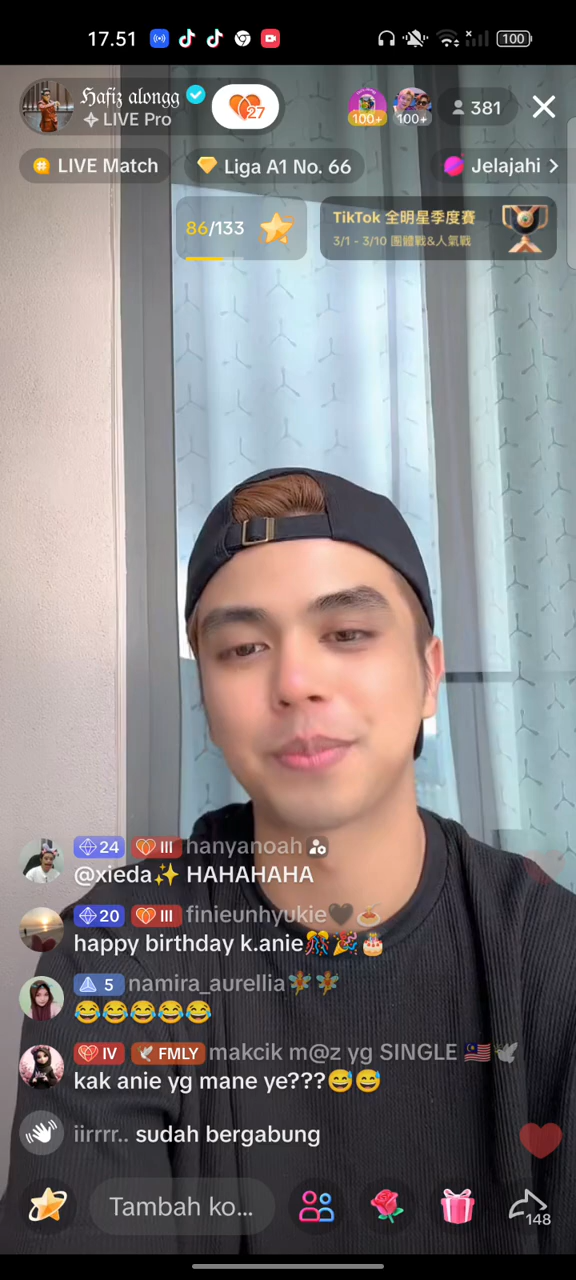 17.51
100
ℌafiz alongg
LIVE Pro
27
100+
100+
381
LIVE Match
Liga A1 No. 66
Jelajahi >
86/133
TikTok 全明星季度賽
3/1 - 3/10 團體戰&人氣戰
24 III hanyanoah
@xieda✨ HAHAHAHA
20 III finieunhyukie🖤🍝
happy birthday k.anie🎊🎉🎂
5 namira_aurellia🧚🧚
😂😂😂😂😂
IV FMLY makcik m@z yg SINGLE 🇲🇾🕊
kak anie yg mane ye???😅😅
iirrrr.. sudah bergabung
Tambah ko...
148